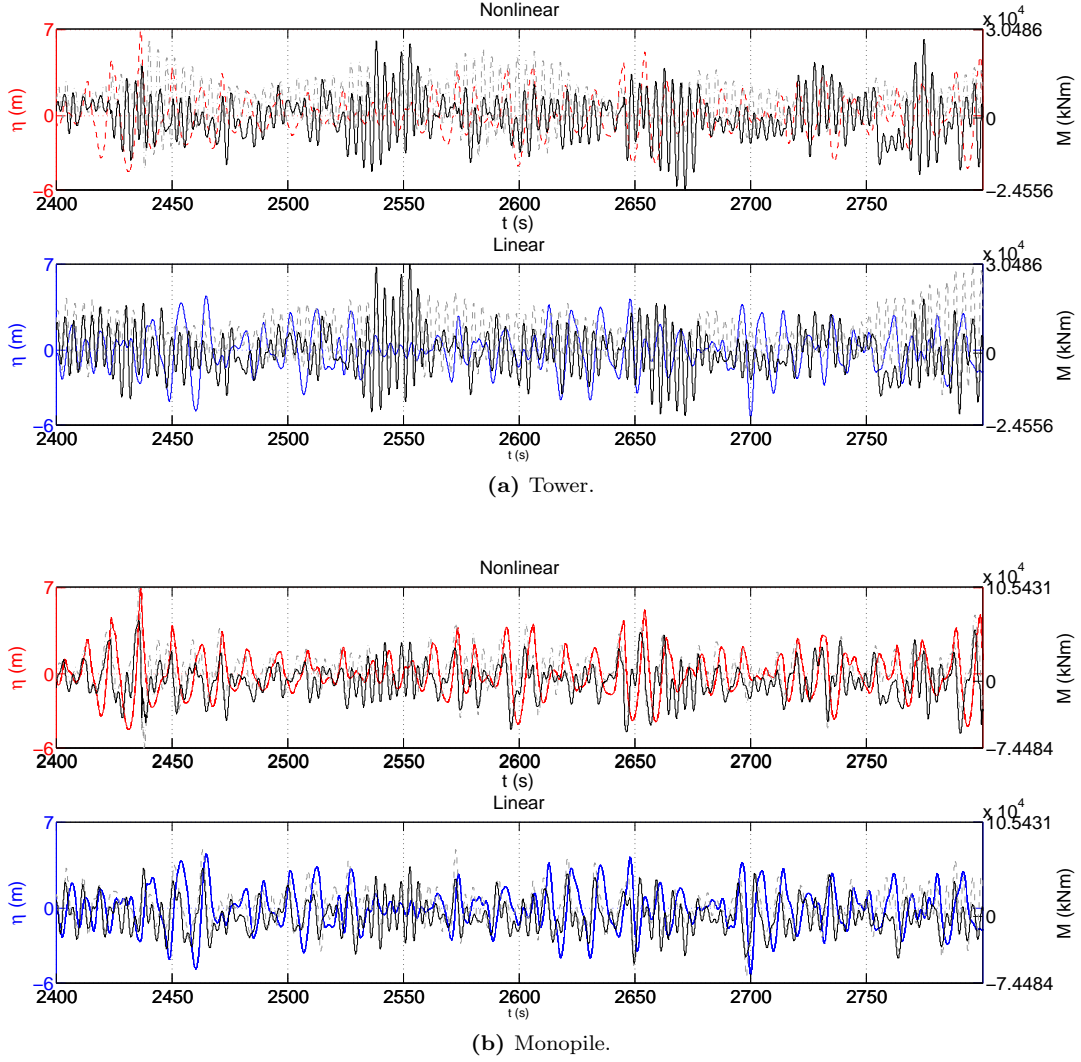 Nonlinear
x 10^4
7
0
−6
η (m)
3.0486
0
−2.4556
M (kNm)
2400 2450 2500 2550 2600 2650 2700 2750
t (s)
Linear
x 10^4
7
0
−6
η (m)
3.0486
0
−2.4556
M (kNm)
2400 2450 2500 2550 2600 2650 2700 2750
t (s)
(a) Tower.
Nonlinear
x 10^4
7
0
−6
η (m)
10.5431
0
−7.4484
M (kNm)
2400 2450 2500 2550 2600 2650 2700 2750
t (s)
Linear
x 10^4
7
0
−6
η (m)
10.5431
0
−7.4484
M (kNm)
2400 2450 2500 2550 2600 2650 2700 2750
t (s)
(b) Monopile.